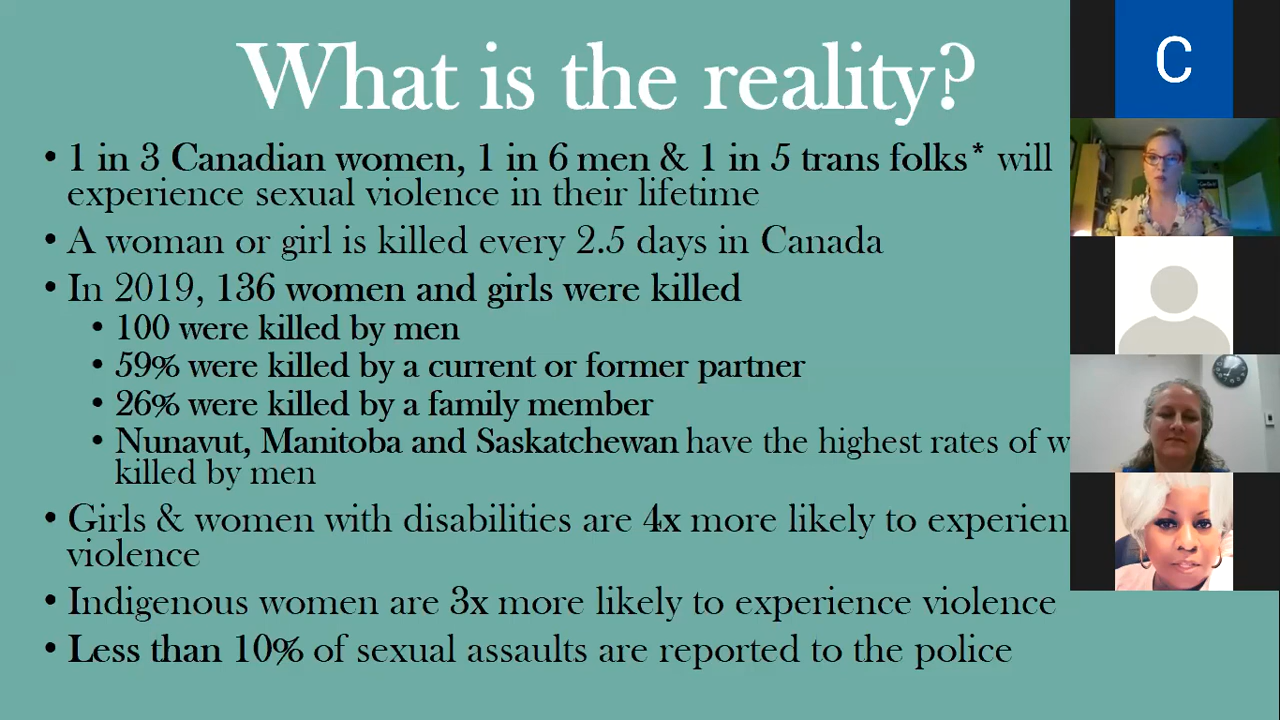 What is the reality?
• 1 in 3 Canadian women, 1 in 6 men & 1 in 5 trans folks* will
experience sexual violence in their lifetime
• A woman or girl is killed every 2.5 days in Canada
• In 2019, 136 women and girls were killed
• 100 were killed by men
• 59% were killed by a current or former partner
• 26% were killed by a family member
• Nunavut, Manitoba and Saskatchewan have the highest rates of w
killed by men
• Girls & women with disabilities are 4x more likely to experien
violence
• Indigenous women are 3x more likely to experience violence
• Less than 10% of sexual assaults are reported to the police
C